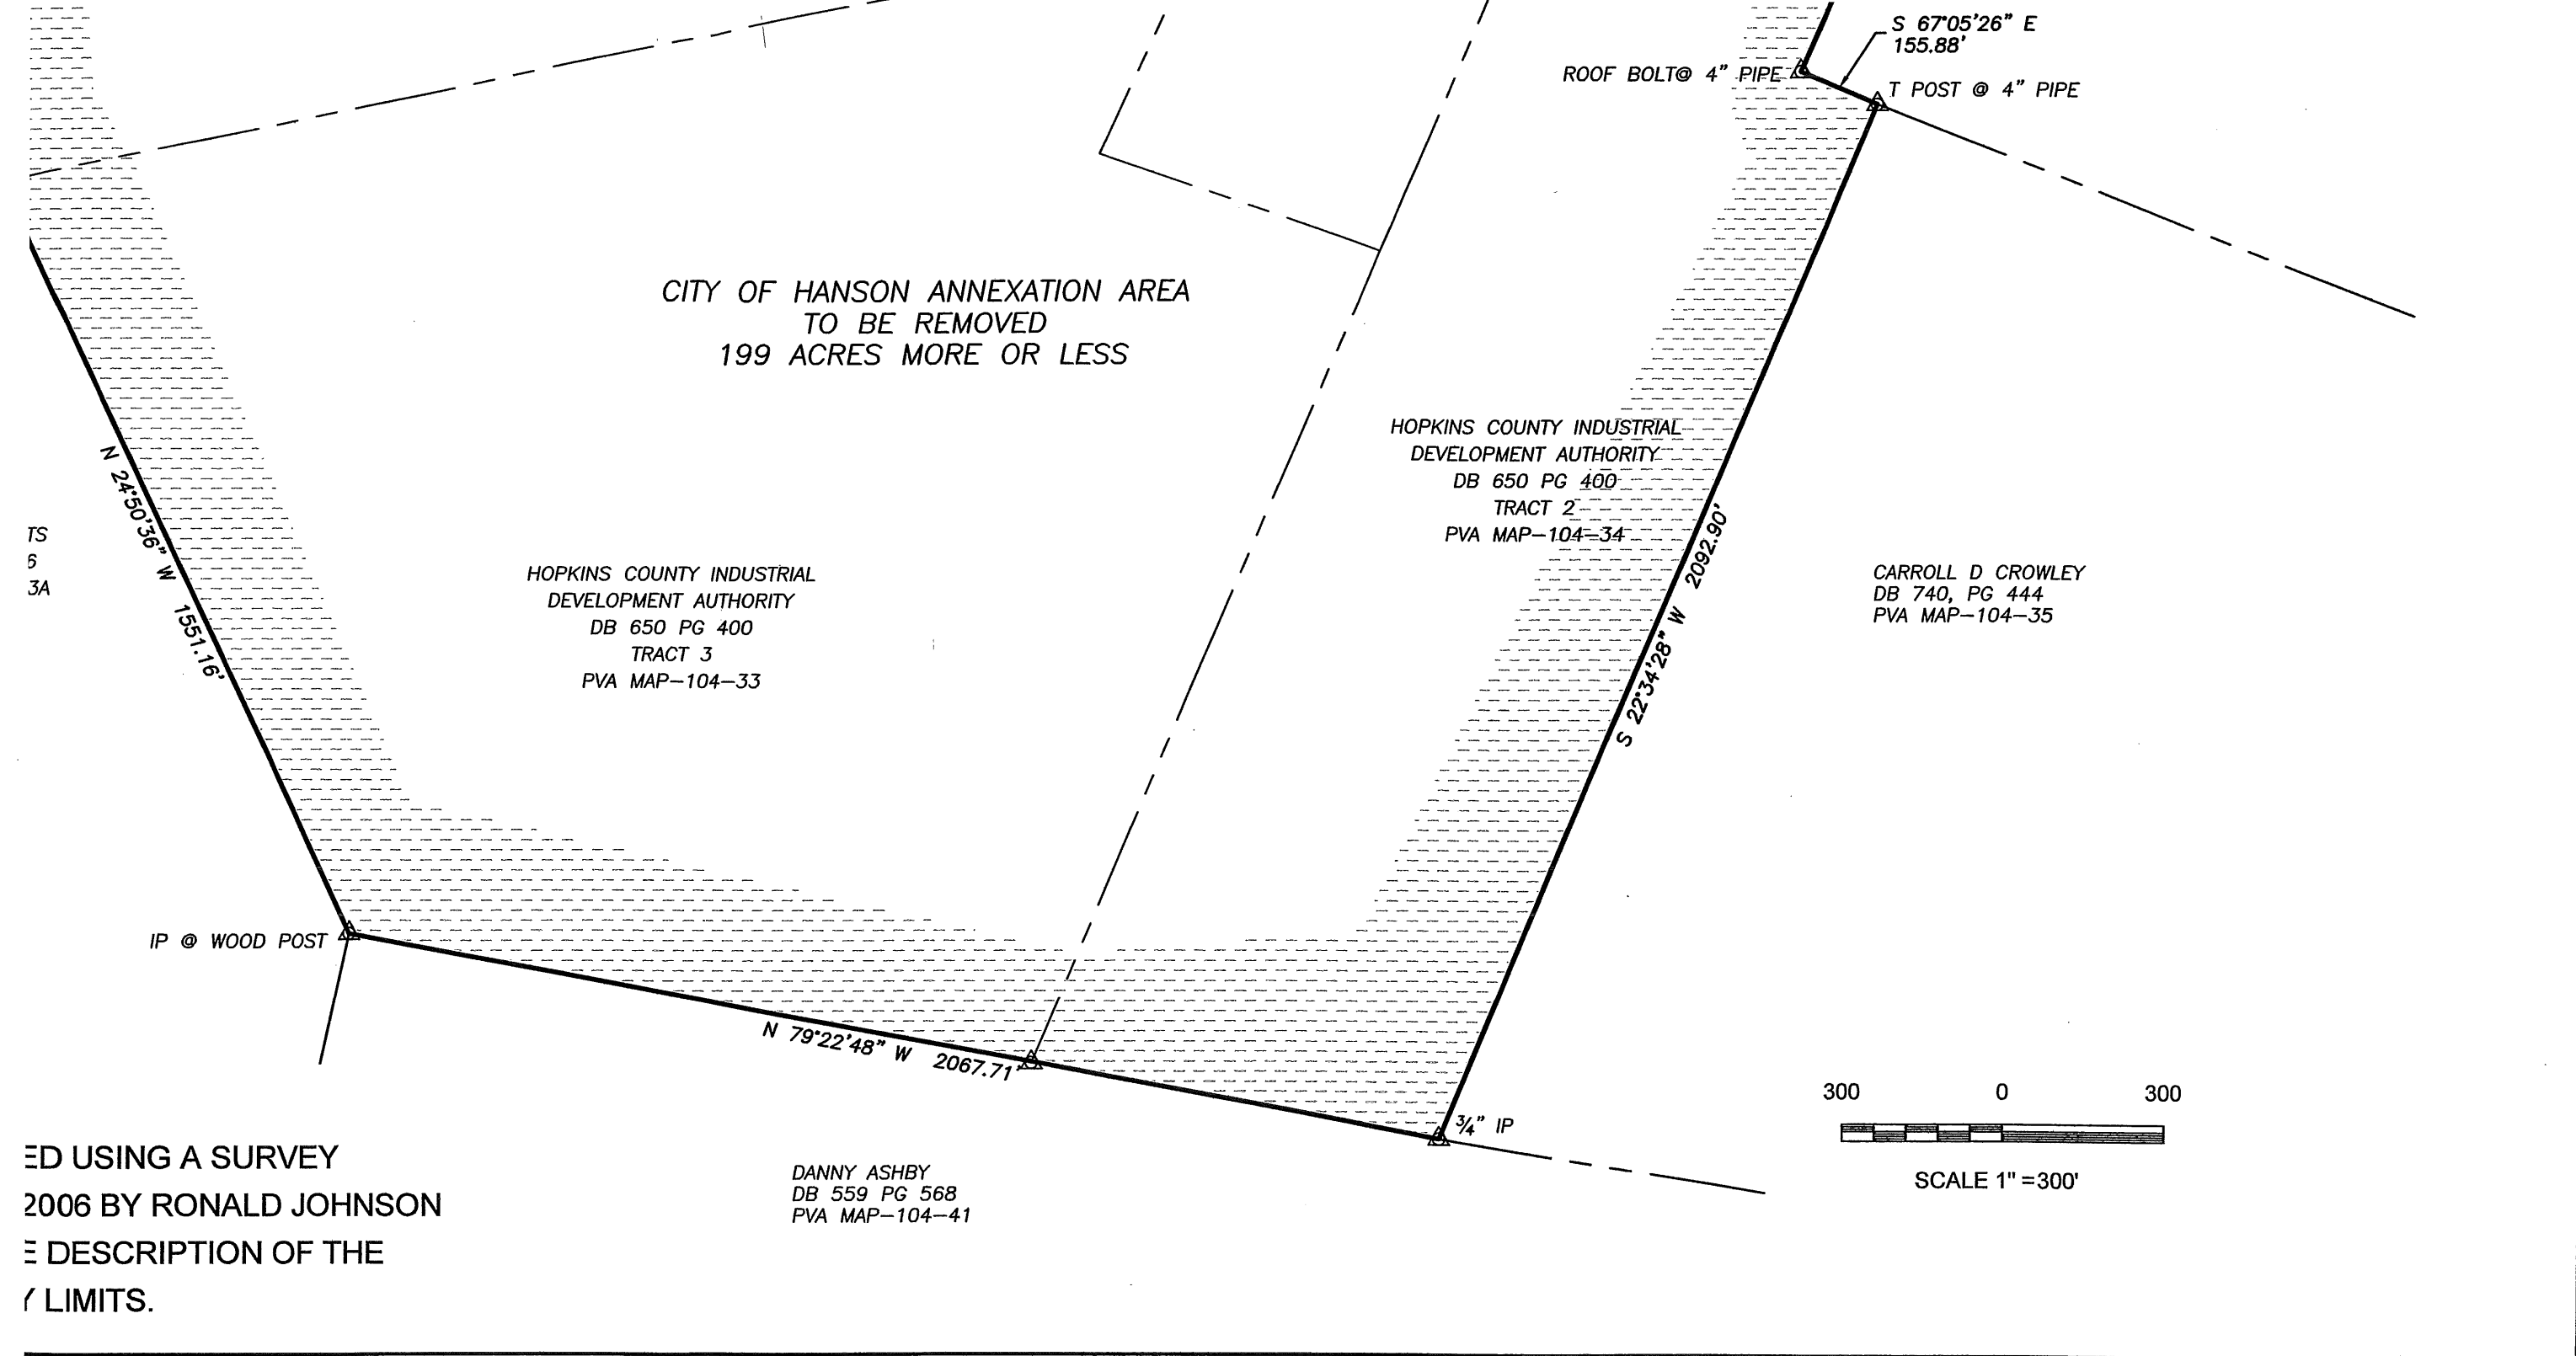 S 67°05'26" E
155.88'
ROOF BOLT@ 4" PIPE
T POST @ 4" PIPE
CITY OF HANSON ANNEXATION AREA
TO BE REMOVED
199 ACRES MORE OR LESS
HOPKINS COUNTY INDUSTRIAL
DEVELOPMENT AUTHORITY
DB 650 PG 400
TRACT 2
PVA MAP-104-34
N 24°50'36" W 1551.16'
TS
6
3A
HOPKINS COUNTY INDUSTRIAL
DEVELOPMENT AUTHORITY
DB 650 PG 400
TRACT 3
PVA MAP-104-33
S 22°34'28" W 2092.90'
CARROLL D CROWLEY
DB 740, PG 444
PVA MAP-104-35
IP @ WOOD POST
N 79°22'48" W 2067.71'
3/4" IP
300 0 300
SCALE 1" =300'
ED USING A SURVEY
2006 BY RONALD JOHNSON
E DESCRIPTION OF THE
Y LIMITS.
DANNY ASHBY
DB 559 PG 568
PVA MAP-104-41